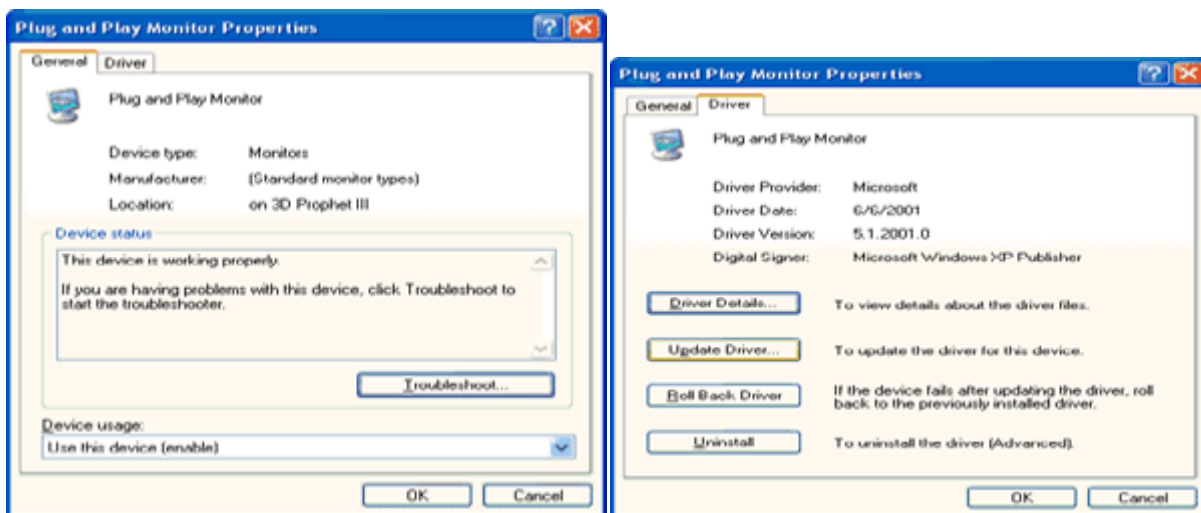 Plug and Play Monitor Properties
General Driver
Plug and Play Monitor
Device type: Monitors
Manufacturer: (Standard monitor types)
Location: on 3D Prophet III
Device status
This device is working properly.
If you are having problems with this device, click Troubleshoot to
start the troubleshooter.
Troubleshoot...
Device usage:
Use this device (enable)
OK Cancel
Plug and Play Monitor Properties
General Driver
Plug and Play Monitor
Driver Provider: Microsoft
Driver Date: 6/6/2001
Driver Version: 5.1.2001.0
Digital Signer: Microsoft Windows XP Publisher
Driver Details... To view details about the driver files.
Update Driver... To update the driver for this device.
Roll Back Driver If the device fails after updating the driver, roll
back to the previously installed driver.
Uninstall To uninstall the driver (Advanced).
OK Cancel